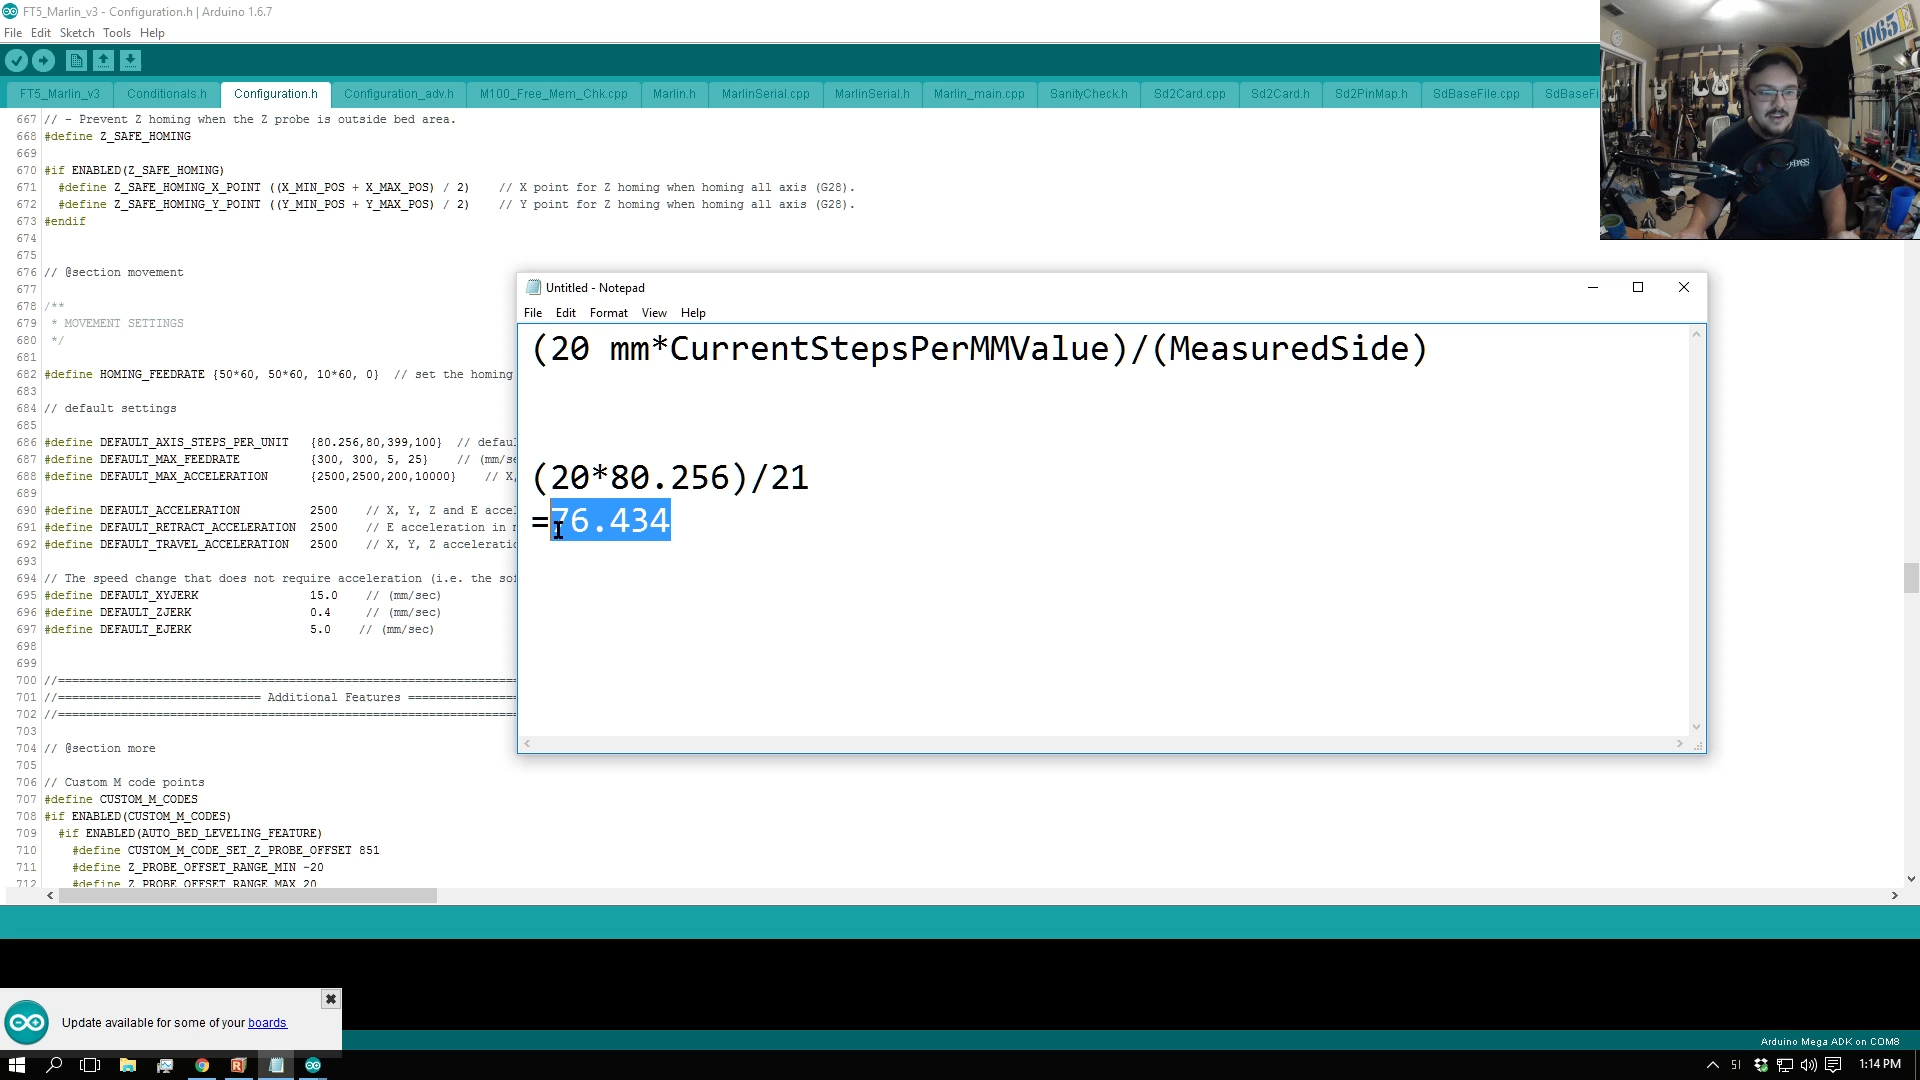 FT5_Marlin_v3 - Configuration.h | Arduino 1.6.7
File Edit Sketch Tools Help
FT5_Marlin_v3 Conditionals.h Configuration.h Configuration_adv.h M100_Free_Mem_Chk.cpp Marlin.h MarlinSerial.cpp MarlinSerial.h Marlin_main.cpp SanityCheck.h Sd2Card.cpp Sd2Card.h Sd2PinMap.h SdBaseFile.cpp SdBaseFi
1065
667 // - Prevent Z homing when the Z probe is outside bed area.
668 #define Z_SAFE_HOMING
669
670 #if ENABLED(Z_SAFE_HOMING)
671 #define Z_SAFE_HOMING_X_POINT ((X_MIN_POS + X_MAX_POS) / 2) // X point for Z homing when homing all axis (G28).
672 #define Z_SAFE_HOMING_Y_POINT ((Y_MIN_POS + Y_MAX_POS) / 2) // Y point for Z homing when homing all axis (G28).
673 #endif
674
675
676 // @section movement
677
678 /**
679 * MOVEMENT SETTINGS
680 */
681
682 #define HOMING_FEEDRATE {50*60, 50*60, 10*60, 0} // set the homing
683
684 // default settings
685
686 #define DEFAULT_AXIS_STEPS_PER_UNIT {80.256,80,399,100} // defau
687 #define DEFAULT_MAX_FEEDRATE {300, 300, 5, 25} // (mm/se
688 #define DEFAULT_MAX_ACCELERATION {2500,2500,200,10000} // X,
689
690 #define DEFAULT_ACCELERATION 2500 // X, Y, Z and E acce
691 #define DEFAULT_RETRACT_ACCELERATION 2500 // E acceleration in
692 #define DEFAULT_TRAVEL_ACCELERATION 2500 // X, Y, Z acceleratio
693
694 // The speed change that does not require acceleration (i.e. the so
695 #define DEFAULT_XYJERK 15.0 // (mm/sec)
696 #define DEFAULT_ZJERK 0.4 // (mm/sec)
697 #define DEFAULT_EJERK 5.0 // (mm/sec)
698
699
700 //==================================================================
701 //============================= Additional Features ================
702 //==================================================================
703
704 // @section more
705
706 // Custom M code points
707 #define CUSTOM_M_CODES
708 #if ENABLED(CUSTOM_M_CODES)
709 #if ENABLED(AUTO_BED_LEVELING_FEATURE)
710 #define CUSTOM_M_CODE_SET_Z_PROBE_OFFSET 851
711 #define Z_PROBE_OFFSET_RANGE_MIN -20
712 #define Z_PROBE_OFFSET_RANGE_MAX 20
Untitled - Notepad
File Edit Format View Help
(20 mm*CurrentStepsPerMMValue)/(MeasuredSide)
(20*80.256)/21
=76.434
Update available for some of your boards
Arduino Mega ADK on COM8
1:14 PM